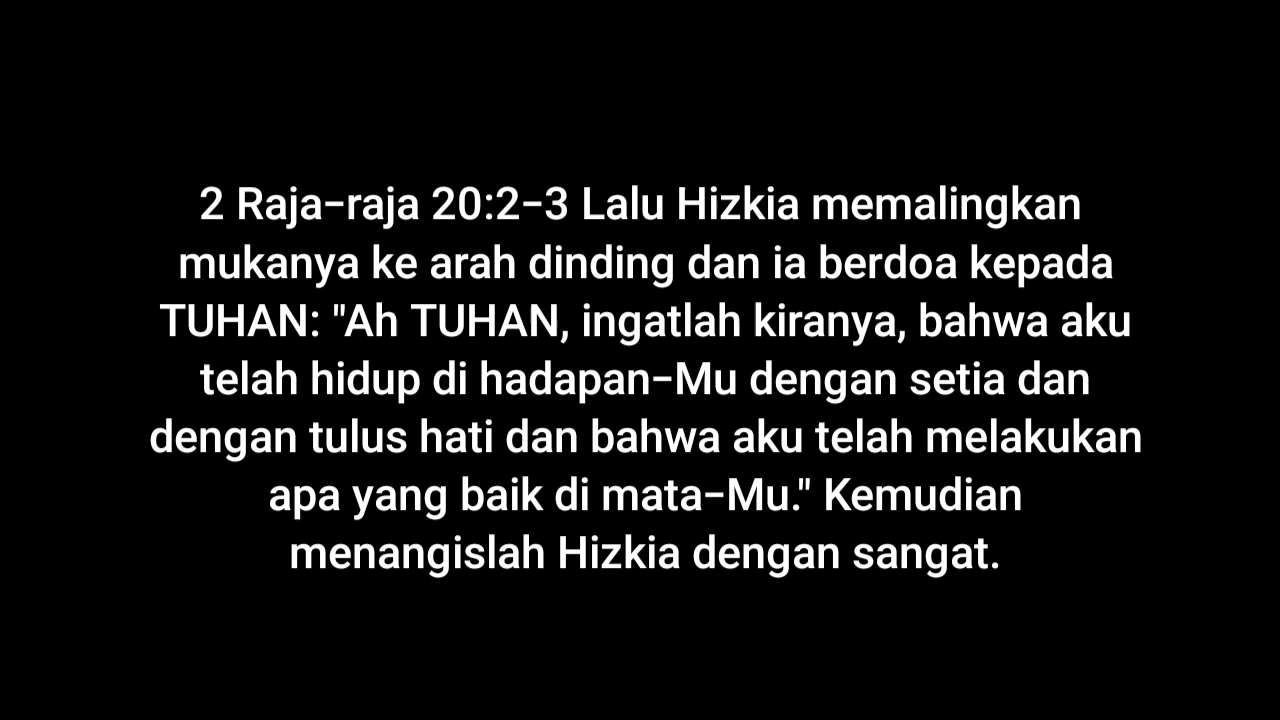 2 Raja-raja 20:2-3 Lalu Hizkia memalingkan
mukanya ke arah dinding dan ia berdoa kepada
TUHAN: "Ah TUHAN, ingatlah kiranya, bahwa aku
telah hidup di hadapan-Mu dengan setia dan
dengan tulus hati dan bahwa aku telah melakukan
apa yang baik di mata-Mu." Kemudian
menangislah Hizkia dengan sangat.